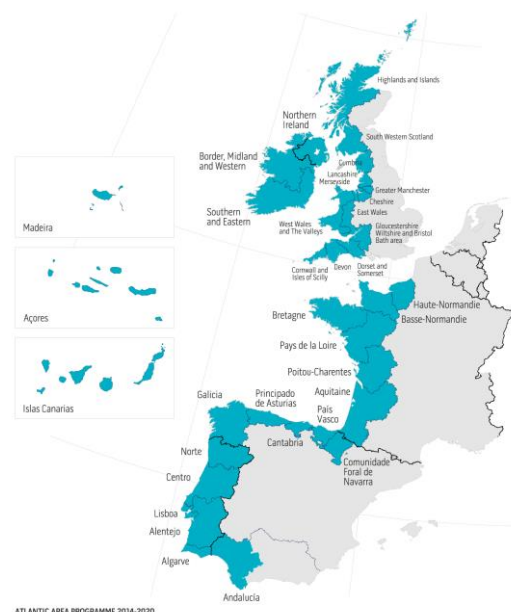 Highlands and Islands
Northern
Ireland
South Western Scotland
Border, Midland
and Western
Cumbria
Lancashire
Merseyside
Greater Manchester
Cheshire
East Wales
Southern
and Eastern
West Wales
and The Valleys
Gloucestershire
Wiltshire and Bristol
Bath area
Madeira
Cornwall and
Isles of Scilly
Devon
Dorset and
Somerset
Haute-Normandie
Bretagne
Basse-Normandie
Açores
Pays de la Loire
Poitou-Charentes
Islas Canarias
Galicia
Principado
de Asturias
Aquitaine
País
Vasco
Cantabria
Norte
Comunidade
Foral de
Navarra
Centro
Lisboa
Alentejo
Algarve
Andalucía
ATLANTIC AREA PROGRAMME 2014-2020